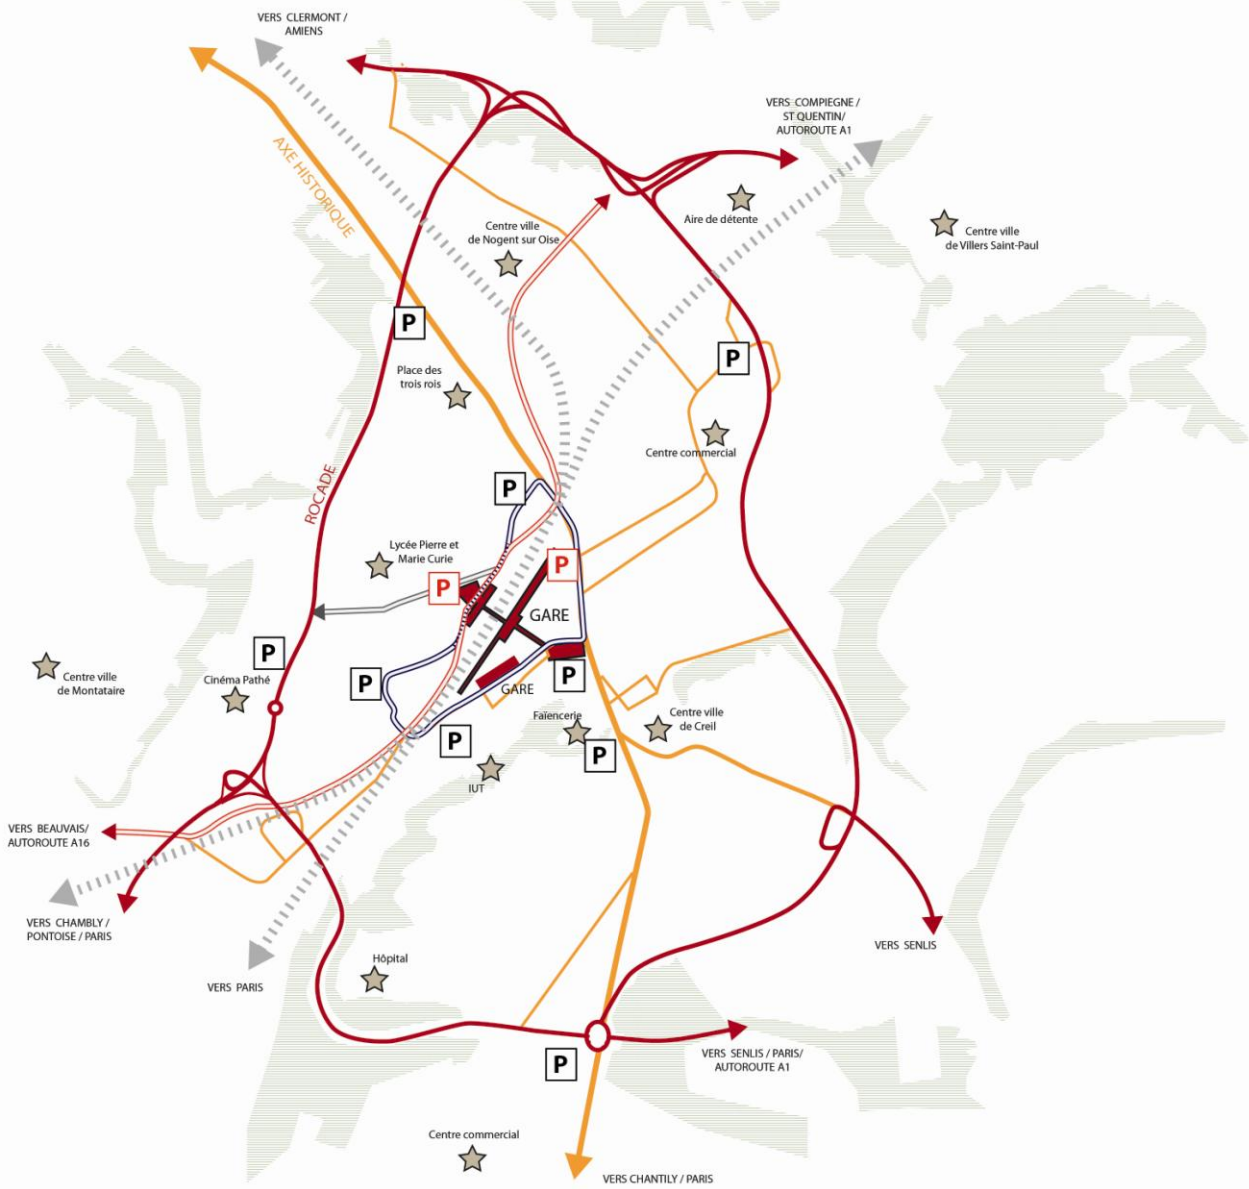 VERS CLERMONT /
AMIENS
VERS COMPIEGNE /
ST QUENTIN/
AUTOROUTE A1
AXE HISTORIQUE
Aire de détente
Centre ville
de Nogent sur Oise
Centre ville
de Villers Saint-Paul
P
P
Place des
trois rois
Centre commercial
ROCADE
P
Lycée Pierre et
Marie Curie
P
P
GARE
P
Centre ville
de Montataire
Cinéma Pathé
P
P
GARE
Faïencerie
Centre ville
de Creil
P
P
IUT
VERS BEAUVAIS/
AUTOROUTE A16
VERS CHAMBLY /
PONTOISE / PARIS
VERS SENLIS
Hôpital
VERS PARIS
P
VERS SENLIS / PARIS/
AUTOROUTE A1
Centre commercial
VERS CHANTILY / PARIS